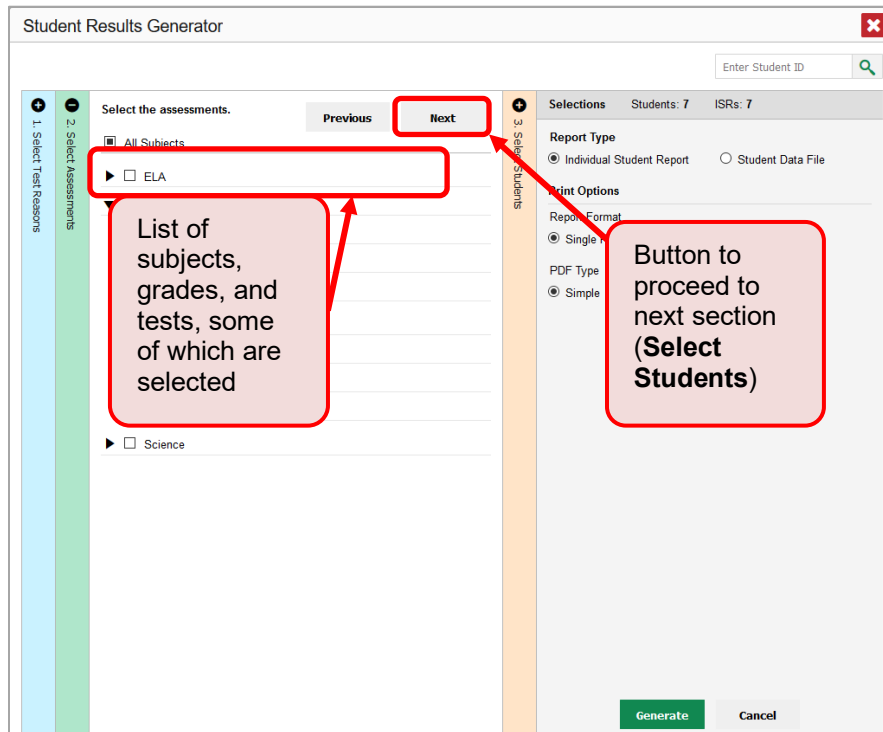 Student Results Generator
Enter Student ID
1. Select Test Reasons
2. Select Assessments
Select the assessments.
Previous
Next
All Subjects
ELA
List of
subjects,
grades, and
tests, some
of which are
selected
Science
3. Select Students
Selections Students: 7 ISRs: 7
Report Type
Individual Student Report Student Data File
Print Options
Report Format
Single
PDF Type
Simple
Button to
proceed to
next section
(Select
Students)
Generate Cancel